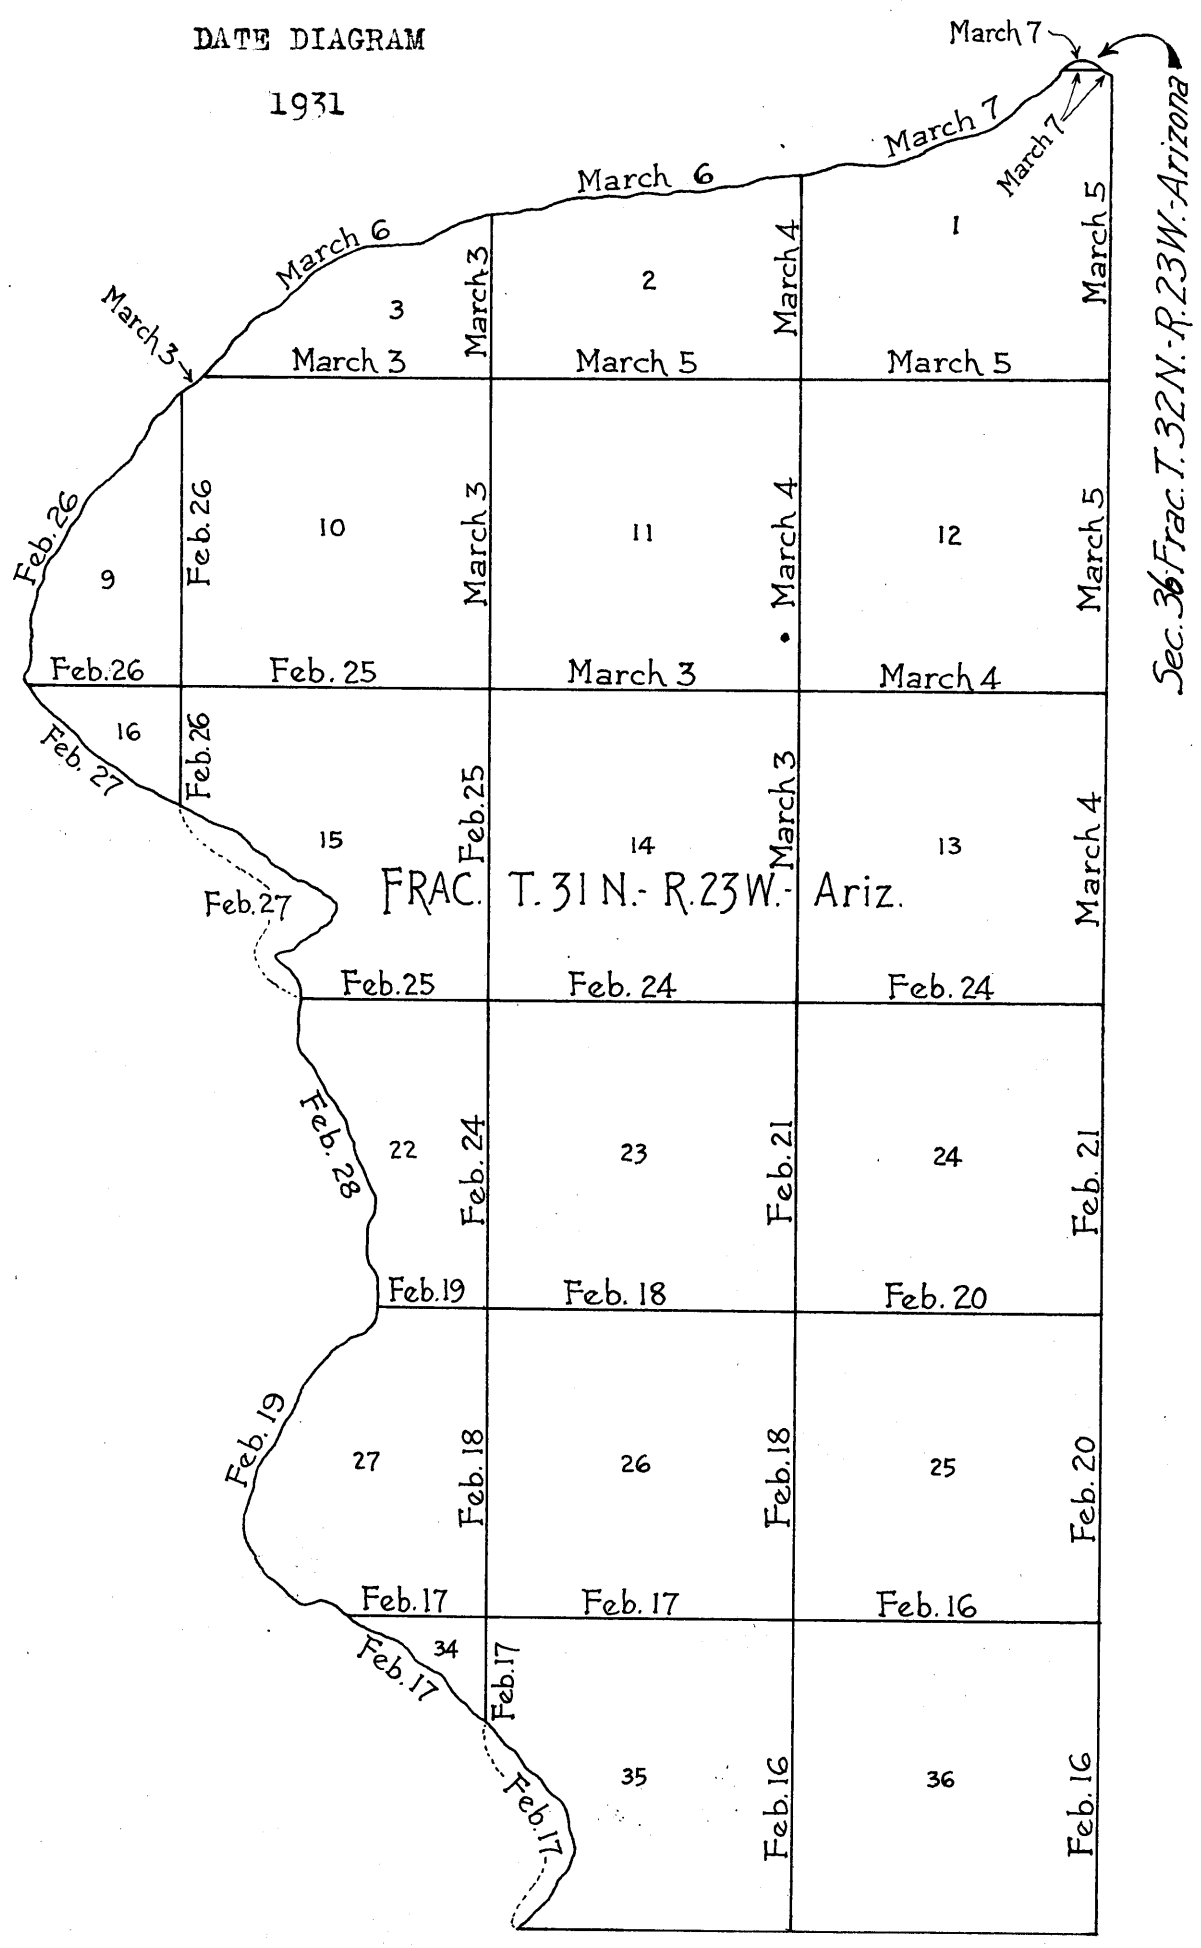 DATE DIAGRAM
1931
March 7
March 7
March 7
Sec. 36 Frac. T. 32 N.- R. 23 W.- Arizona
March 6
March 6
March 3
March 4
March 5
1
2
3
March 3
March 3
March 5
March 5
Feb. 26
Feb. 26
March 3
March 4
March 5
9
10
11
12
Feb. 26
Feb. 25
March 3
March 4
Feb. 27
Feb. 26
Feb. 25
March 3
March 4
16
15
14
13
FRAC. T. 31 N.- R. 23 W.- Ariz.
Feb. 27
Feb. 25
Feb. 24
Feb. 24
Feb. 28
Feb. 24
Feb. 21
Feb. 21
22
23
24
Feb. 19
Feb. 18
Feb. 20
Feb. 19
Feb. 18
Feb. 18
Feb. 20
27
26
25
Feb. 17
Feb. 17
Feb. 16
Feb. 17
34
Feb. 17
Feb. 17
35
36
Feb. 16
Feb. 16